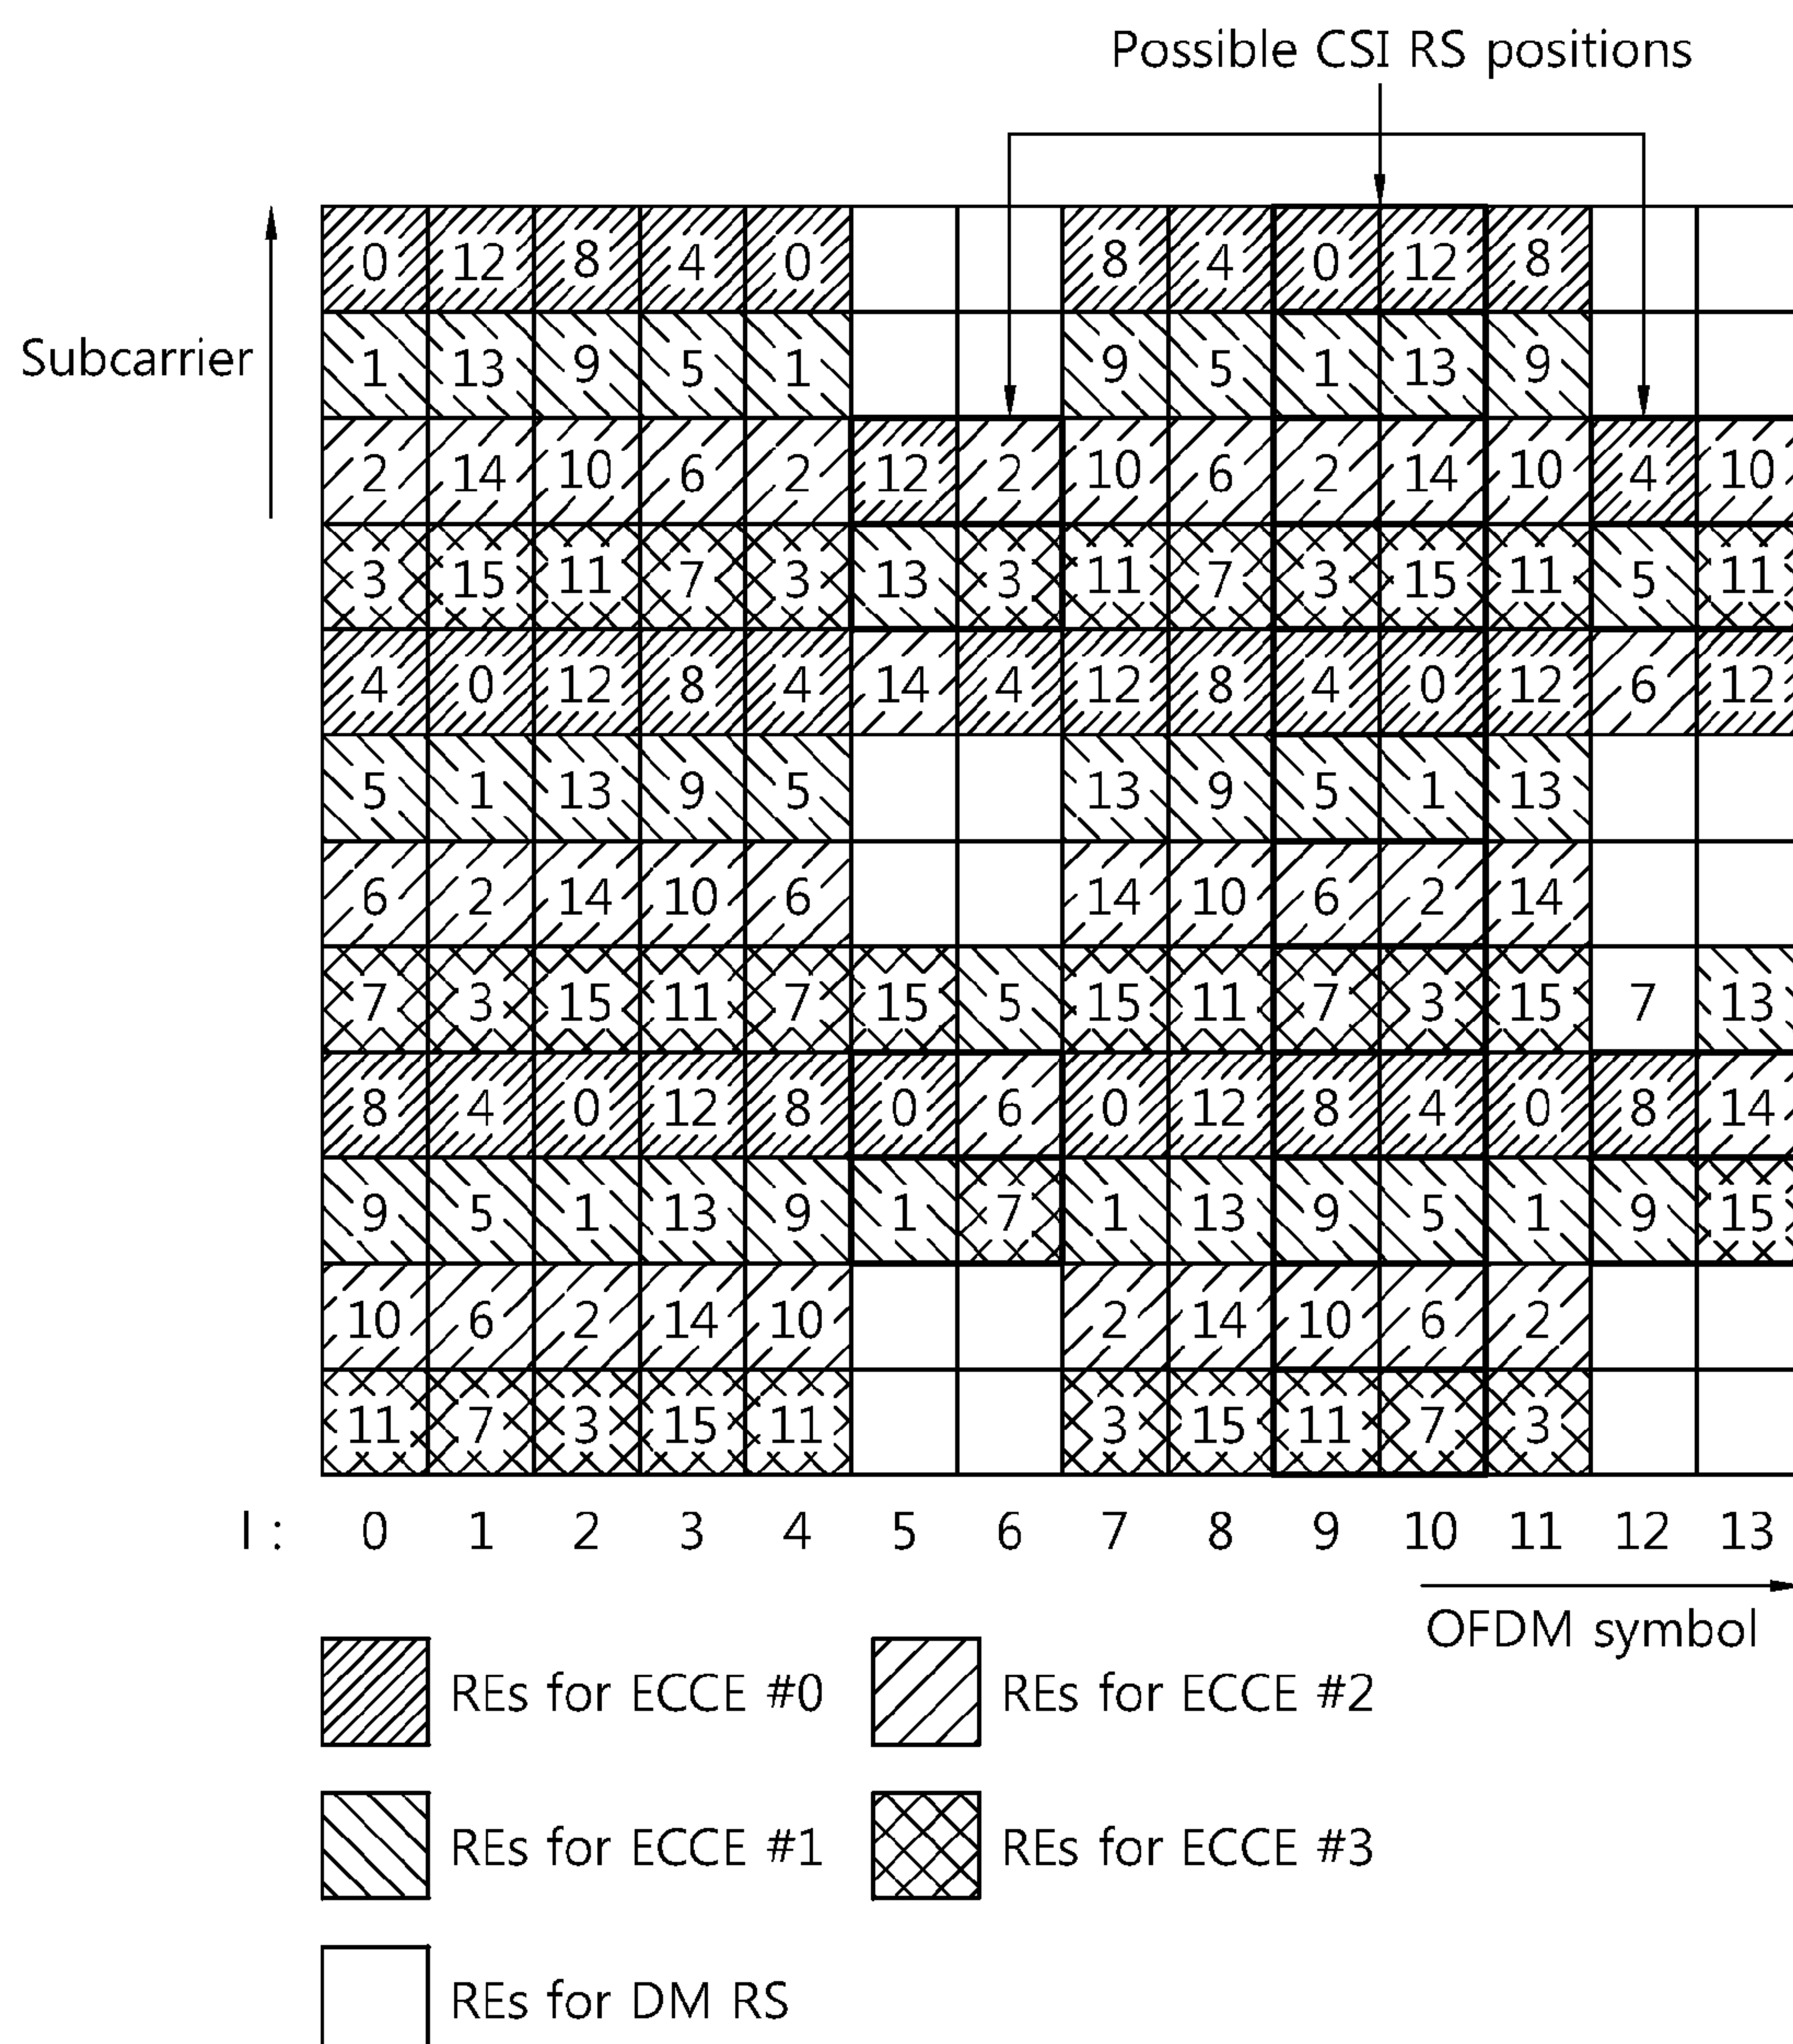 Possible CSI RS positions
0 12 8 4 0 8 4 0 12 8
Subcarrier
1 13 9 5 1 9 5 1 13 9
2 14 10 6 2 12 2 10 6 2 14 10 4 10
3 15 11 7 3 13 3 11 7 3 15 11 5 11
4 0 12 8 4 14 4 12 8 4 0 12 6 12
5 1 13 9 5 13 9 5 1 13
6 2 14 10 6 14 10 6 2 14
7 3 15 11 7 15 5 15 11 7 3 15 7 13
8 4 0 12 8 0 6 0 12 8 4 0 8 14
9 5 1 13 9 1 7 1 13 9 5 1 9 15
10 6 2 14 10 2 14 10 6 2
11 7 3 15 11 3 15 11 7 3
l : 0 1 2 3 4 5 6 7 8 9 10 11 12 13
OFDM symbol
REs for ECCE #0
REs for ECCE #2
REs for ECCE #1
REs for ECCE #3
REs for DM RS